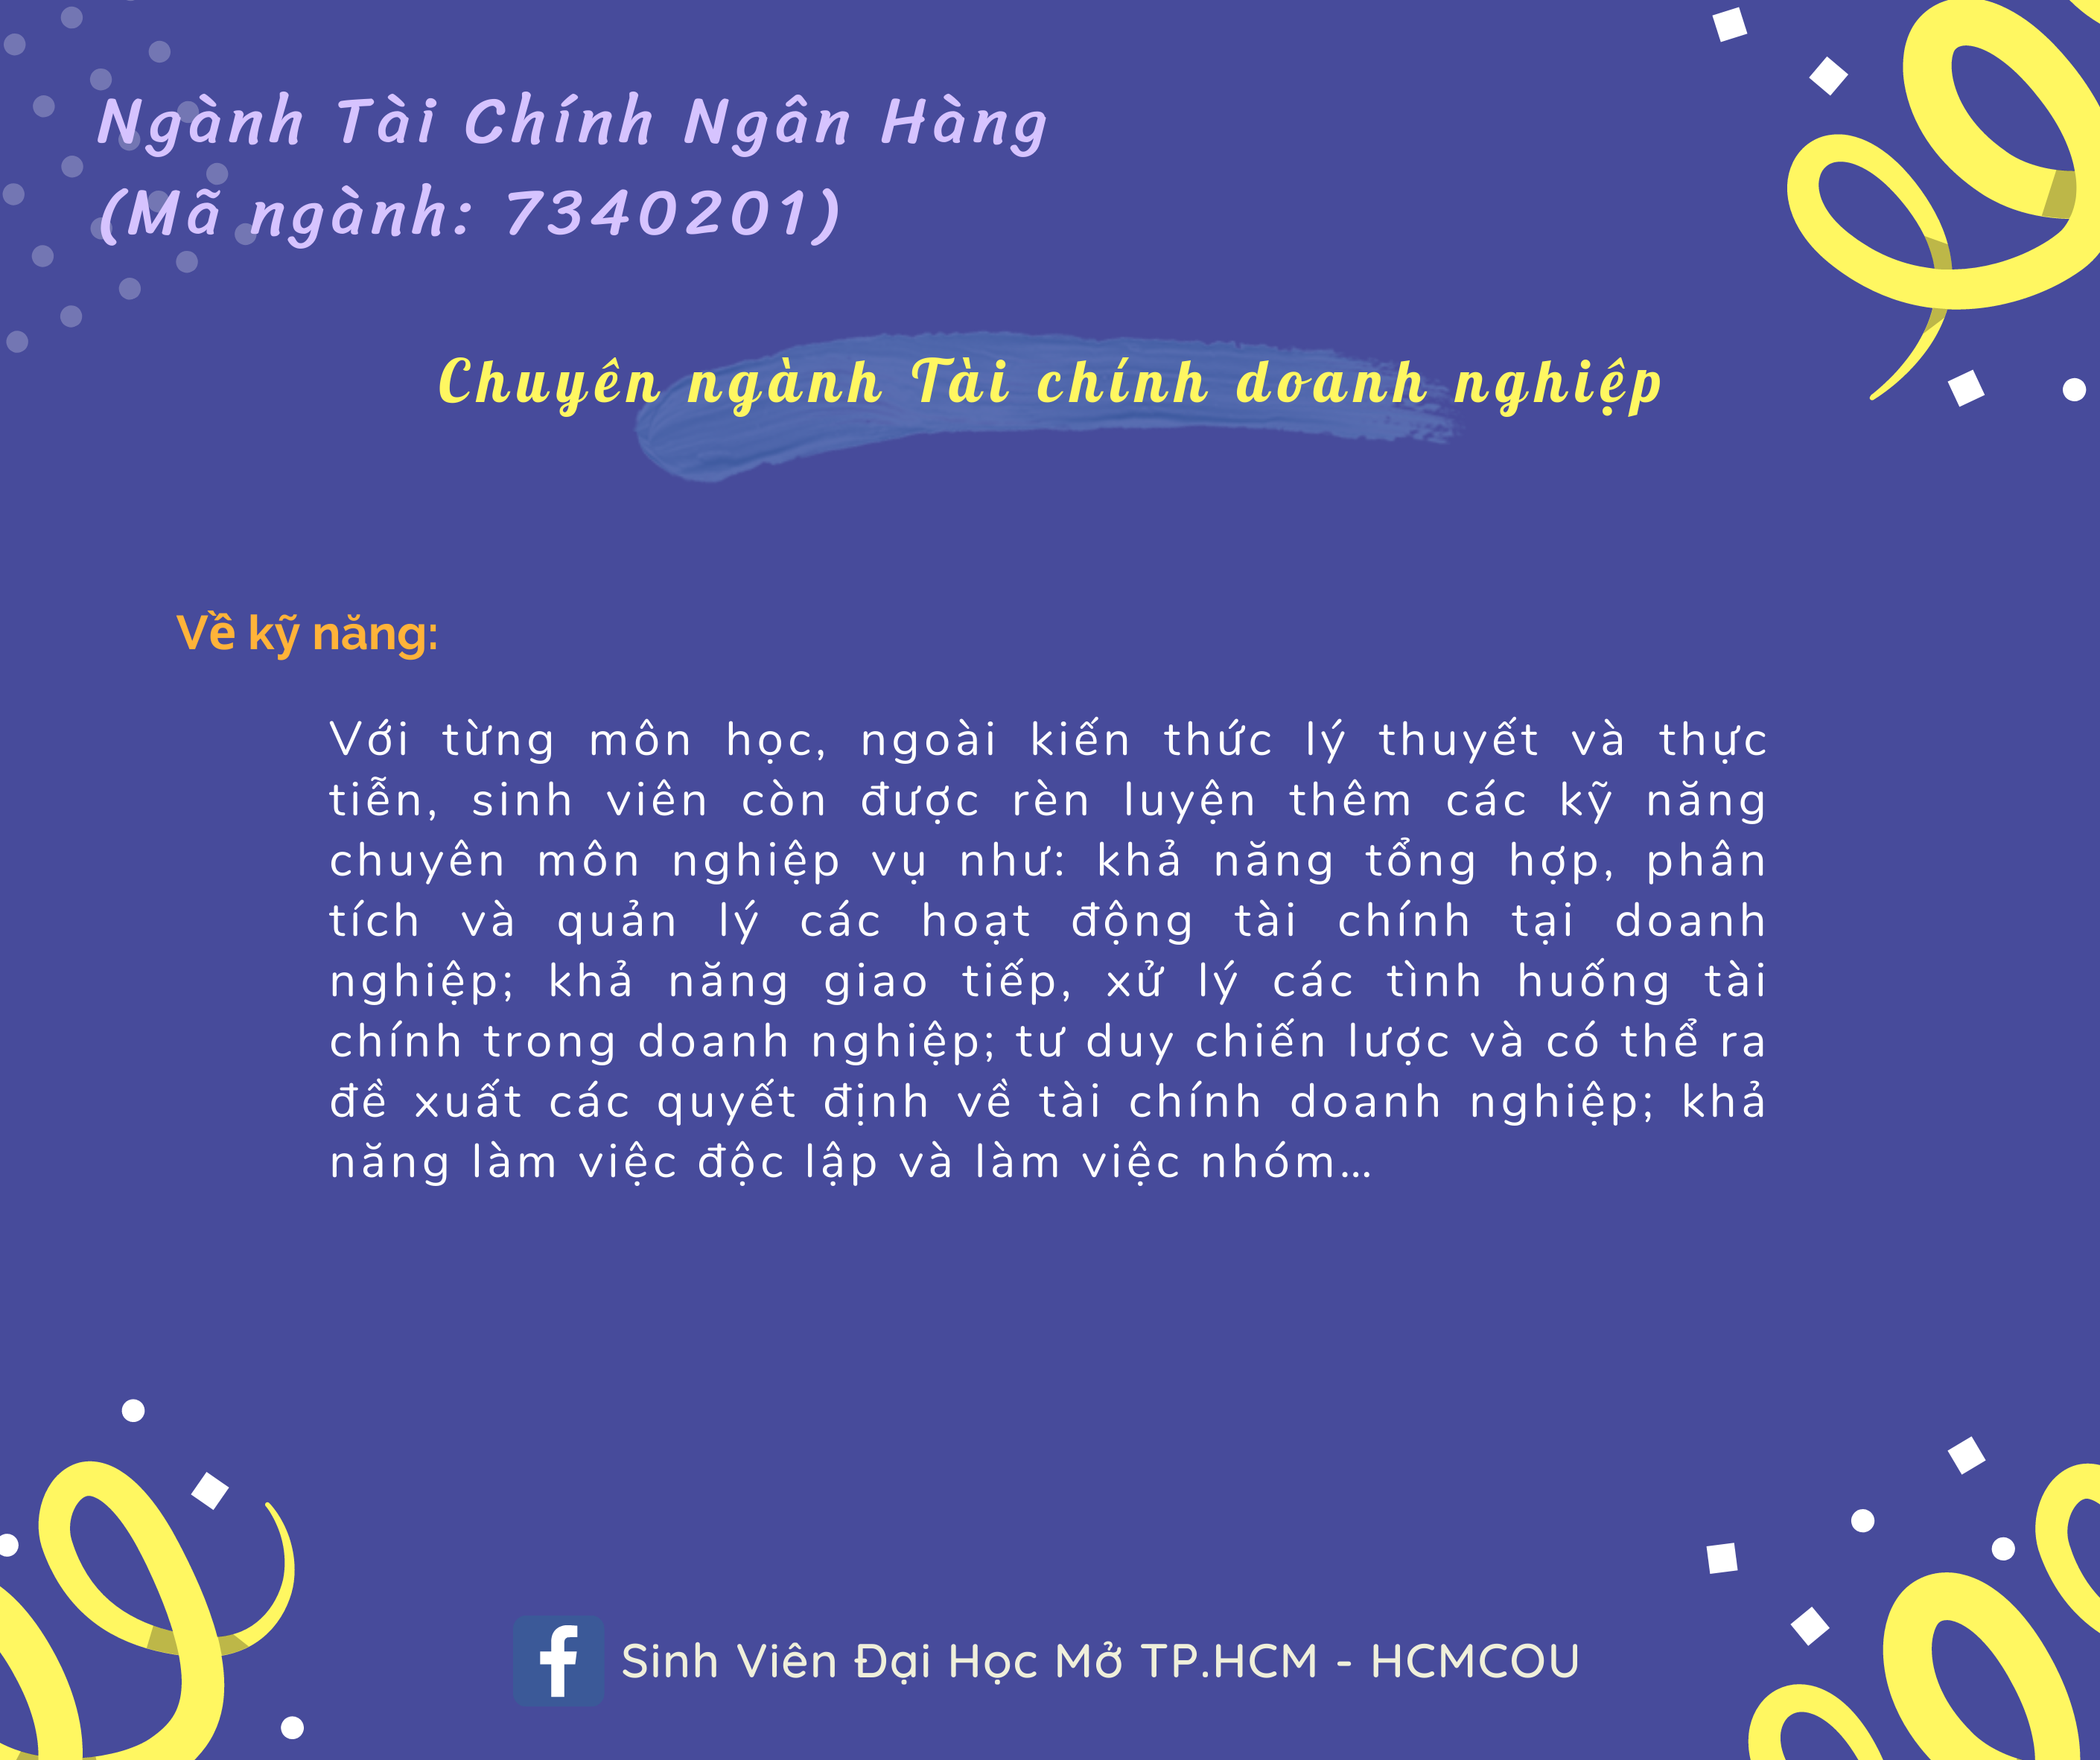 Ngành Tài Chính Ngân Hàng
(Mã ngành: 7340201)
Chuyên ngành Tài chính doanh nghiệp
Về kỹ năng:
Với từng môn học, ngoài kiến thức lý thuyết và thực
tiễn, sinh viên còn được rèn luyện thêm các kỹ năng
chuyên môn nghiệp vụ như: khả năng tổng hợp, phân
tích và quản lý các hoạt động tài chính tại doanh
nghiệp; khả năng giao tiếp, xử lý các tình huống tài
chính trong doanh nghiệp; tư duy chiến lược và có thể ra
đề xuất các quyết định về tài chính doanh nghiệp; khả
năng làm việc độc lập và làm việc nhóm...
Sinh Viên Đại Học Mở TP.HCM - HCMCOU